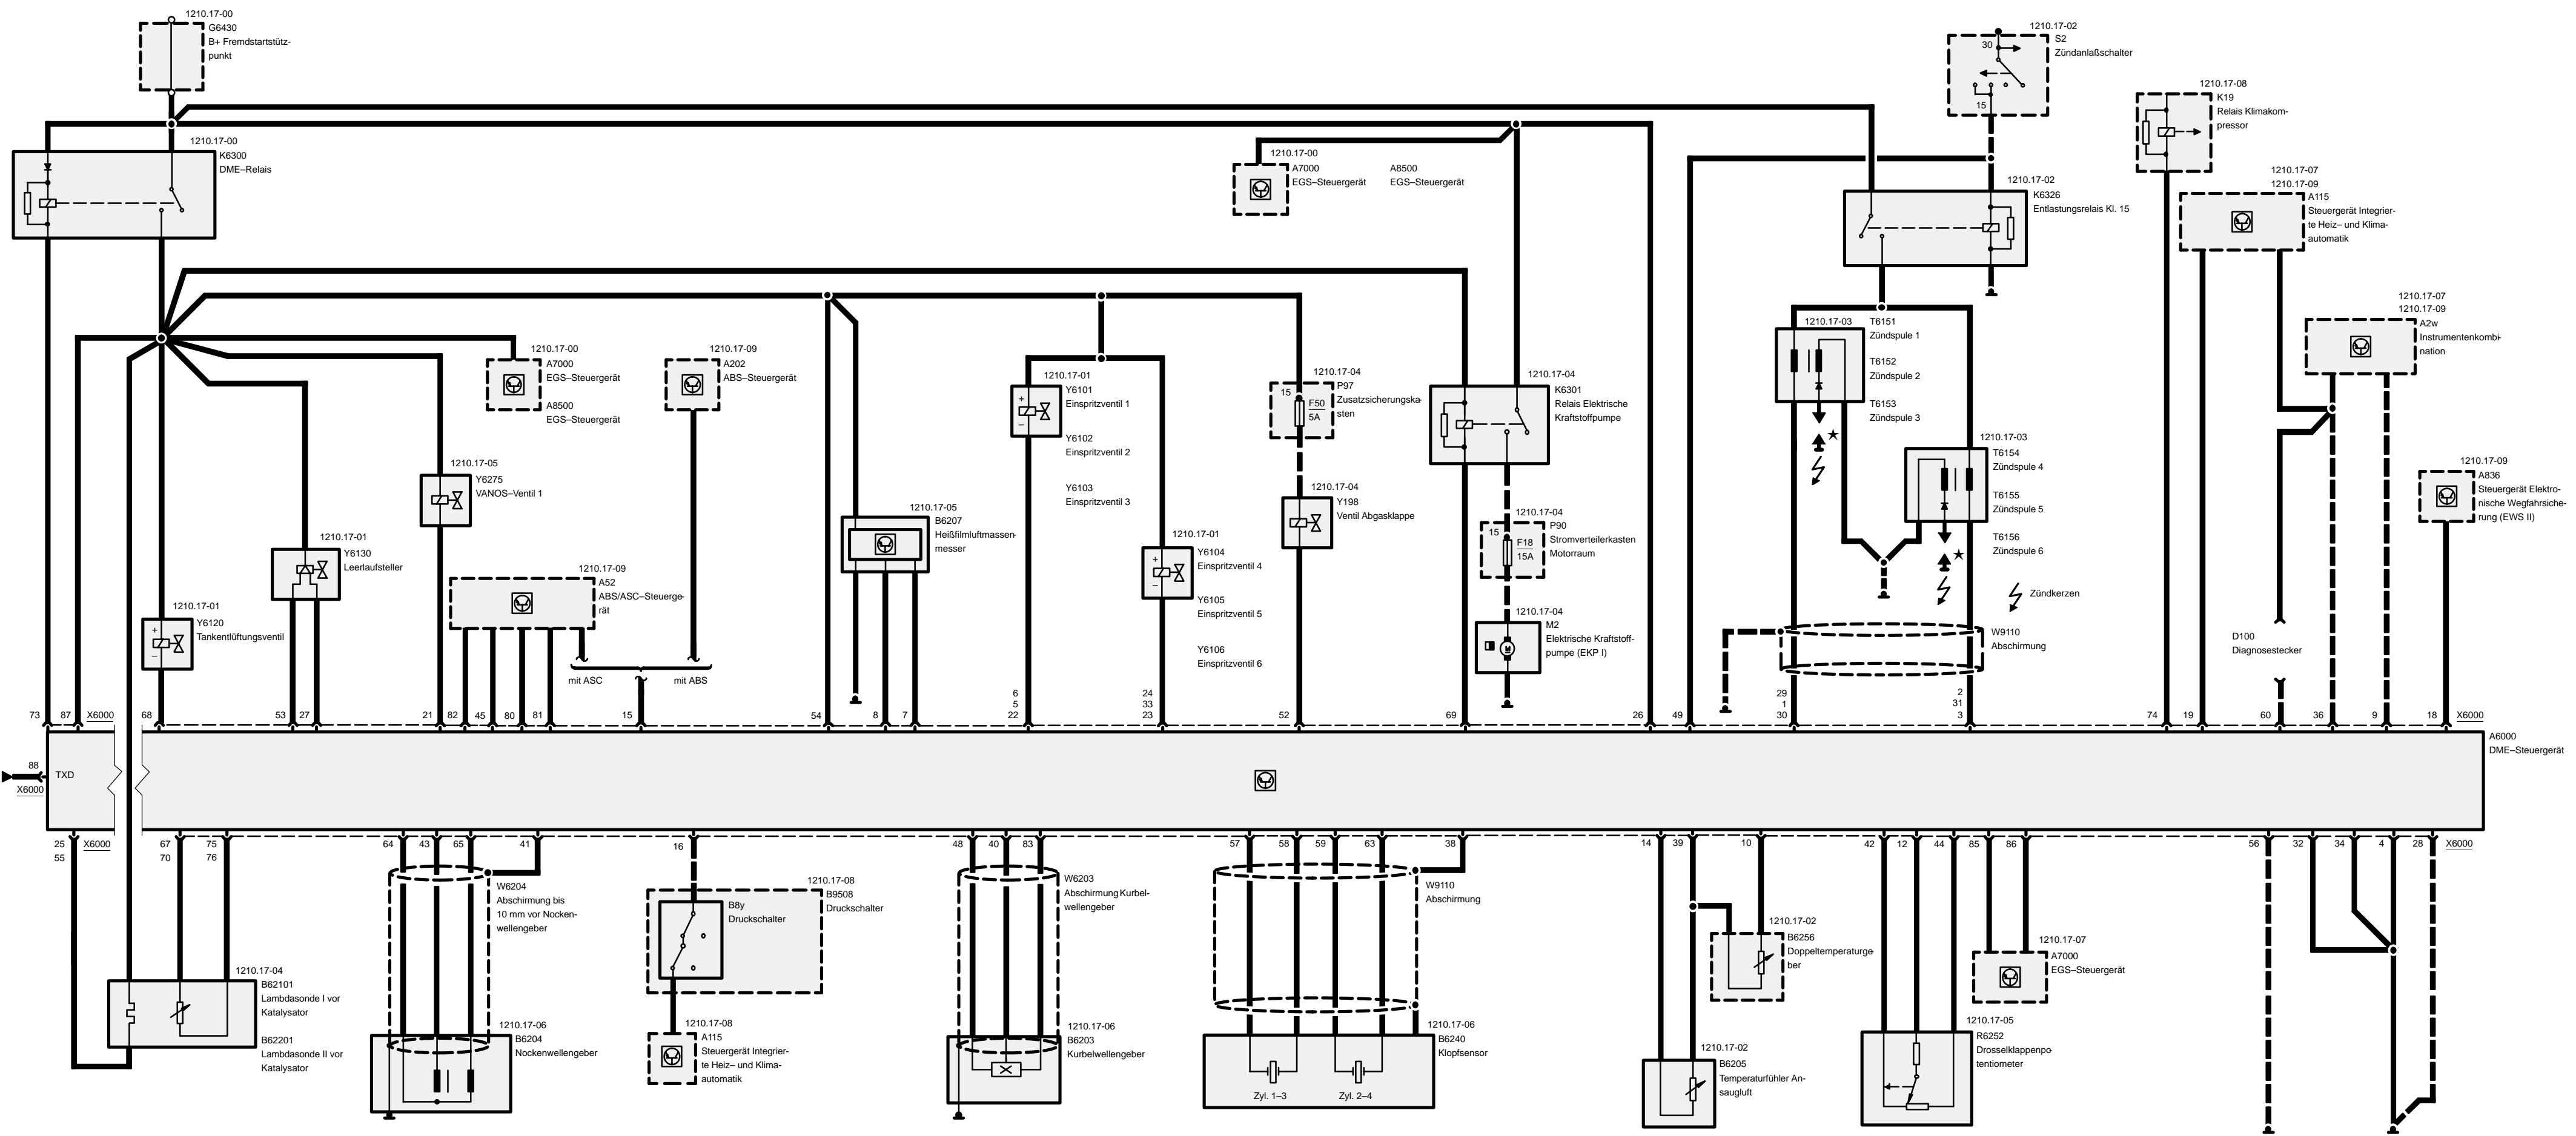 1210.17-00
G6430
B+ Fremdstartstütz-
punkt
1210.17-00
K6300
DME–Relais
1210.17-00
A7000
EGS–Steuergerät
A8500
EGS–Steuergerät
1210.17-02
S2
Zündanlaßschalter
30
15
1210.17-08
K19
Relais Klimakom-
pressor
1210.17-02
K6326
Entlastungsrelais Kl. 15
1210.17-07
1210.17-09
A115
Steuergerät Integrier-
te Heiz– und Klima-
automatik
1210.17-07
1210.17-09
A2w
Instrumentenkombi-
nation
1210.17-00
A7000
EGS–Steuergerät
A8500
EGS–Steuergerät
1210.17-09
A202
ABS–Steuergerät
1210.17-01
Y6101
Einspritzventil 1
Y6102
Einspritzventil 2
Y6103
Einspritzventil 3
+
–
1210.17-04
P97
Zusatzsicherungska-
sten
15
F50
5A
1210.17-04
K6301
Relais Elektrische
Kraftstoffpumpe
1210.17-03
T6151
Zündspule 1
T6152
Zündspule 2
T6153
Zündspule 3
1210.17-03
T6154
Zündspule 4
T6155
Zündspule 5
T6156
Zündspule 6
Zündkerzen
1210.17-09
A836
Steuergerät Elektro-
nische Wegfahrsiche-
rung (EWS II)
1210.17-05
Y6275
VANOS–Ventil 1
1210.17-01
Y6130
Leerlaufsteller
1210.17-01
Y6120
Tankentlüftungsventil
+
–
1210.17-09
A52
ABS/ASC–Steuerge-
rät
mit ASC
mit ABS
1210.17-05
B6207
Heißfilmluftmassen-
messer
1210.17-01
Y6104
Einspritzventil 4
Y6105
Einspritzventil 5
Y6106
Einspritzventil 6
+
–
1210.17-04
Y198
Ventil Abgasklappe
1210.17-04
P90
Stromverteilerkasten
Motorraum
15
F18
15A
1210.17-04
M2
Elektrische Kraftstoff-
pumpe (EKP I)
M
W9110
Abschirmung
D100
Diagnosestecker
6
5
24
33
29
1
2
31
73 87 X6000 68 53 27 21 82 45 80 81 15 54 8 7 22 23 52 69 26 49 30 3 74 19 60 36 9 18 X6000
A6000
DME–Steuergerät
88
TXD
X6000
25 X6000 67 75 64 43 65 41 16 48 40 83 57 58 59 63 38 14 39 10 42 12 44 85 86 56 32 34 4 28 X6000
55 70 76
1210.17-04
B62101
Lambdasonde I vor
Katalysator
B62201
Lambdasonde II vor
Katalysator
W6204
Abschirmung bis
10 mm vor Nocken-
wellengeber
1210.17-06
B6204
Nockenwellengeber
1210.17-08
B9508
Druckschalter
B8y
Druckschalter
1210.17-08
A115
Steuergerät Integrier-
te Heiz– und Klima-
automatik
W6203
Abschirmung Kurbel-
wellengeber
1210.17-06
B6203
Kurbelwellengeber
W9110
Abschirmung
1210.17-06
B6240
Klopfsensor
Zyl. 1–3
Zyl. 2–4
1210.17-02
B6256
Doppeltemperaturge-
ber
1210.17-02
B6205
Temperaturfühler An-
saugluft
1210.17-07
A7000
EGS–Steuergerät
1210.17-05
R6252
Drosselklappenpo-
tentiometer